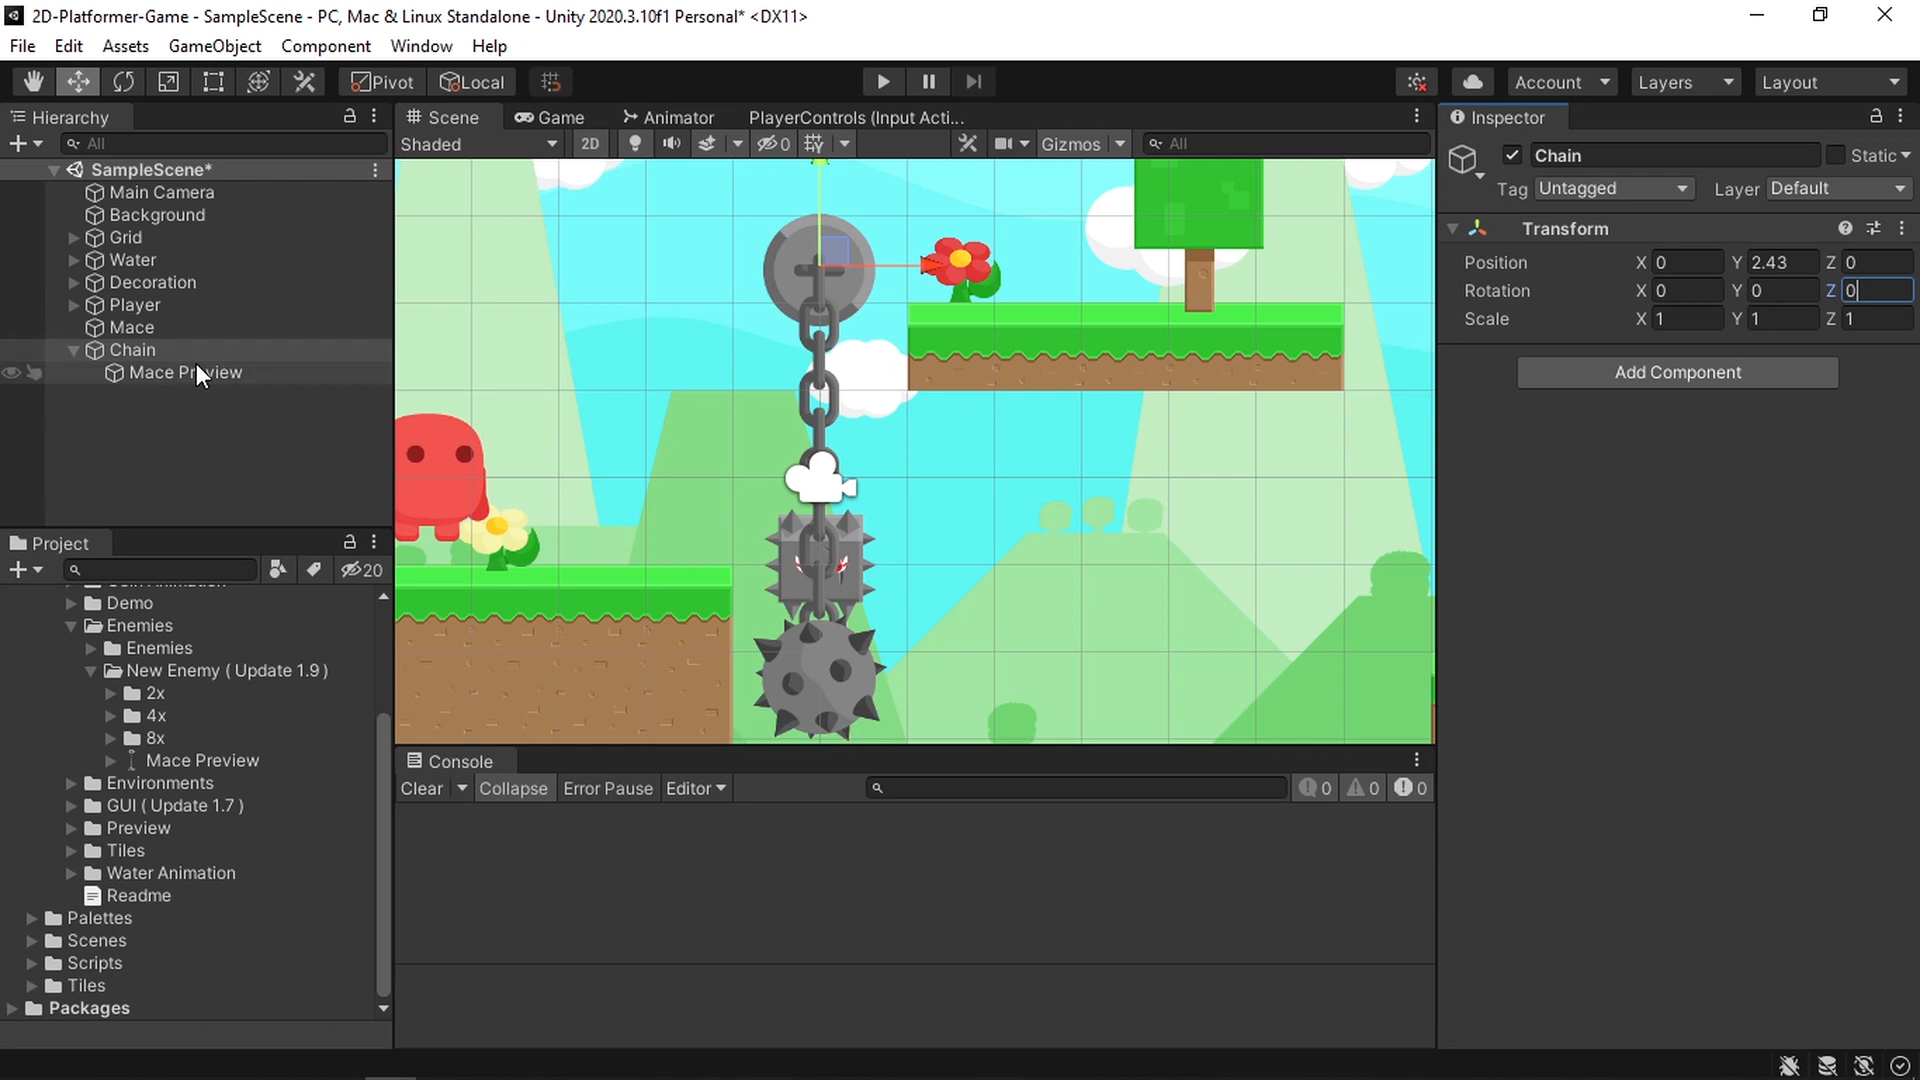 2D-Platformer-Game - SampleScene - PC, Mac & Linux Standalone - Unity 2020.3.10f1 Personal* <DX11>
File Edit Assets GameObject Component Window Help
Pivot Local Account Layers Layout
Hierarchy
All
SampleScene*
Main Camera
Background
Grid
Water
Decoration
Player
Mace
Chain
Mace Preview
Project
20
Demo
Enemies
Enemies
New Enemy ( Update 1.9 )
2x
4x
8x
Mace Preview
Environments
GUI ( Update 1.7 )
Preview
Tiles
Water Animation
Readme
Palettes
Scenes
Scripts
Tiles
Packages
Scene Game Animator PlayerControls (Input Acti...
Shaded 2D 0 Gizmos All
Console
Clear Collapse Error Pause Editor 0 0 0
Inspector
Chain Static
Tag Untagged Layer Default
Transform
Position X 0 Y 2.43 Z 0
Rotation X 0 Y 0 Z 0
Scale X 1 Y 1 Z 1
Add Component